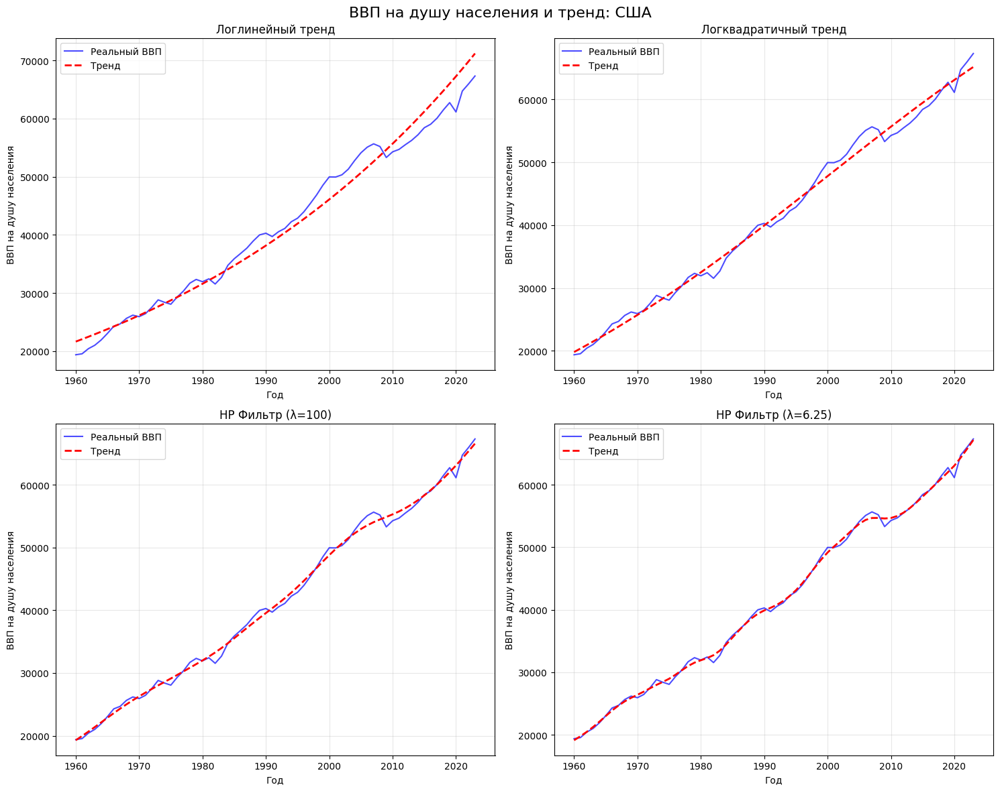 ВВП на душу населения и тренд: США
Логлинейный тренд
Реальный ВВП
Тренд
ВВП на душу населения
70000
60000
50000
40000
30000
20000
1960 1970 1980 1990 2000 2010 2020
Год
Логквадратичный тренд
Реальный ВВП
Тренд
ВВП на душу населения
60000
50000
40000
30000
20000
1960 1970 1980 1990 2000 2010 2020
Год
HP Фильтр (λ=100)
Реальный ВВП
Тренд
ВВП на душу населения
60000
50000
40000
30000
20000
1960 1970 1980 1990 2000 2010 2020
Год
HP Фильтр (λ=6.25)
Реальный ВВП
Тренд
ВВП на душу населения
60000
50000
40000
30000
20000
1960 1970 1980 1990 2000 2010 2020
Год